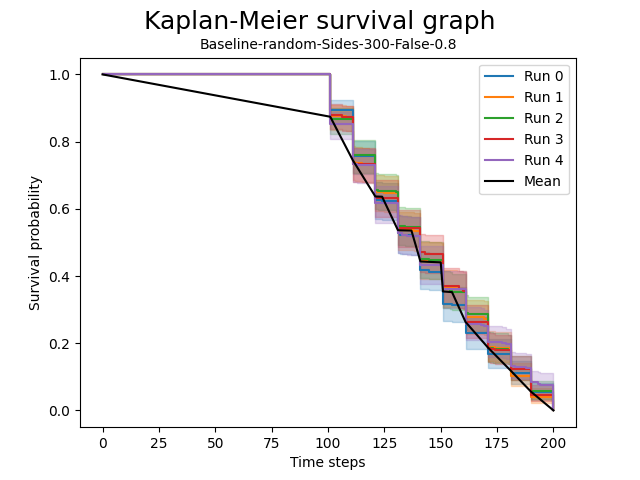 Kaplan-Meier survival graph
Baseline-random-Sides-300-False-0.8
Run 0
Run 1
Run 2
Run 3
Run 4
Mean
Survival probability
1.0
0.8
0.6
0.4
0.2
0.0
0 25 50 75 100 125 150 175 200
Time steps